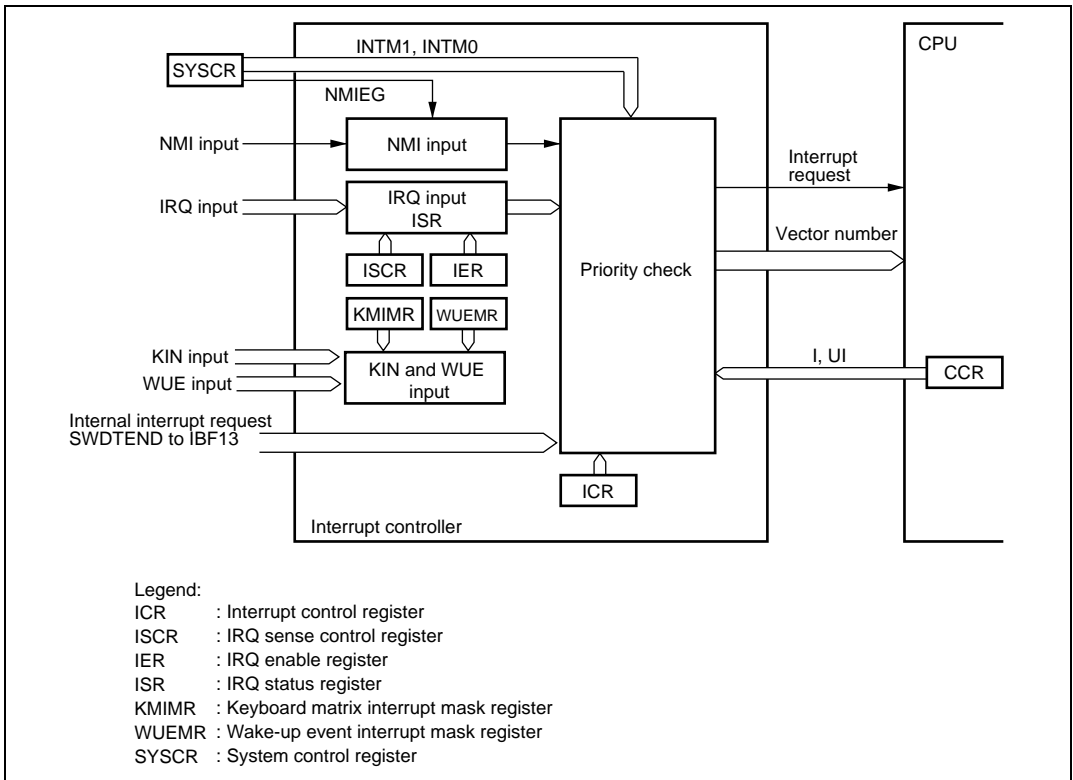 INTM1, INTM0
CPU
SYSCR
NMIEG
NMI input
NMI input
Interrupt
request
IRQ input
IRQ input
ISR
Vector number
ISCR
IER
Priority check
KMIMR
WUEMR
KIN input
WUE input
KIN and WUE
input
I, UI
CCR
Internal interrupt request
SWDTEND to IBF13
ICR
Interrupt controller
Legend:
ICR : Interrupt control register
ISCR : IRQ sense control register
IER : IRQ enable register
ISR : IRQ status register
KMIMR : Keyboard matrix interrupt mask register
WUEMR : Wake-up event interrupt mask register
SYSCR : System control register